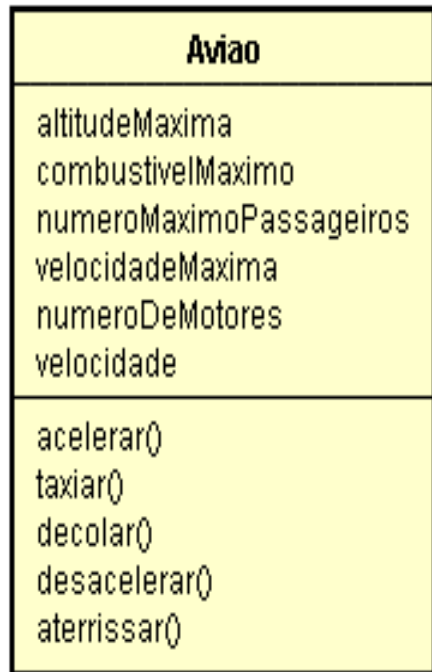 Aviao
altitudeMaxima
combustivelMaximo
numeroMaximoPassageiros
velocidadeMaxima
numeroDeMotores
velocidade
acelerar()
taxiar()
decolar()
desacelerar()
aterrissar()